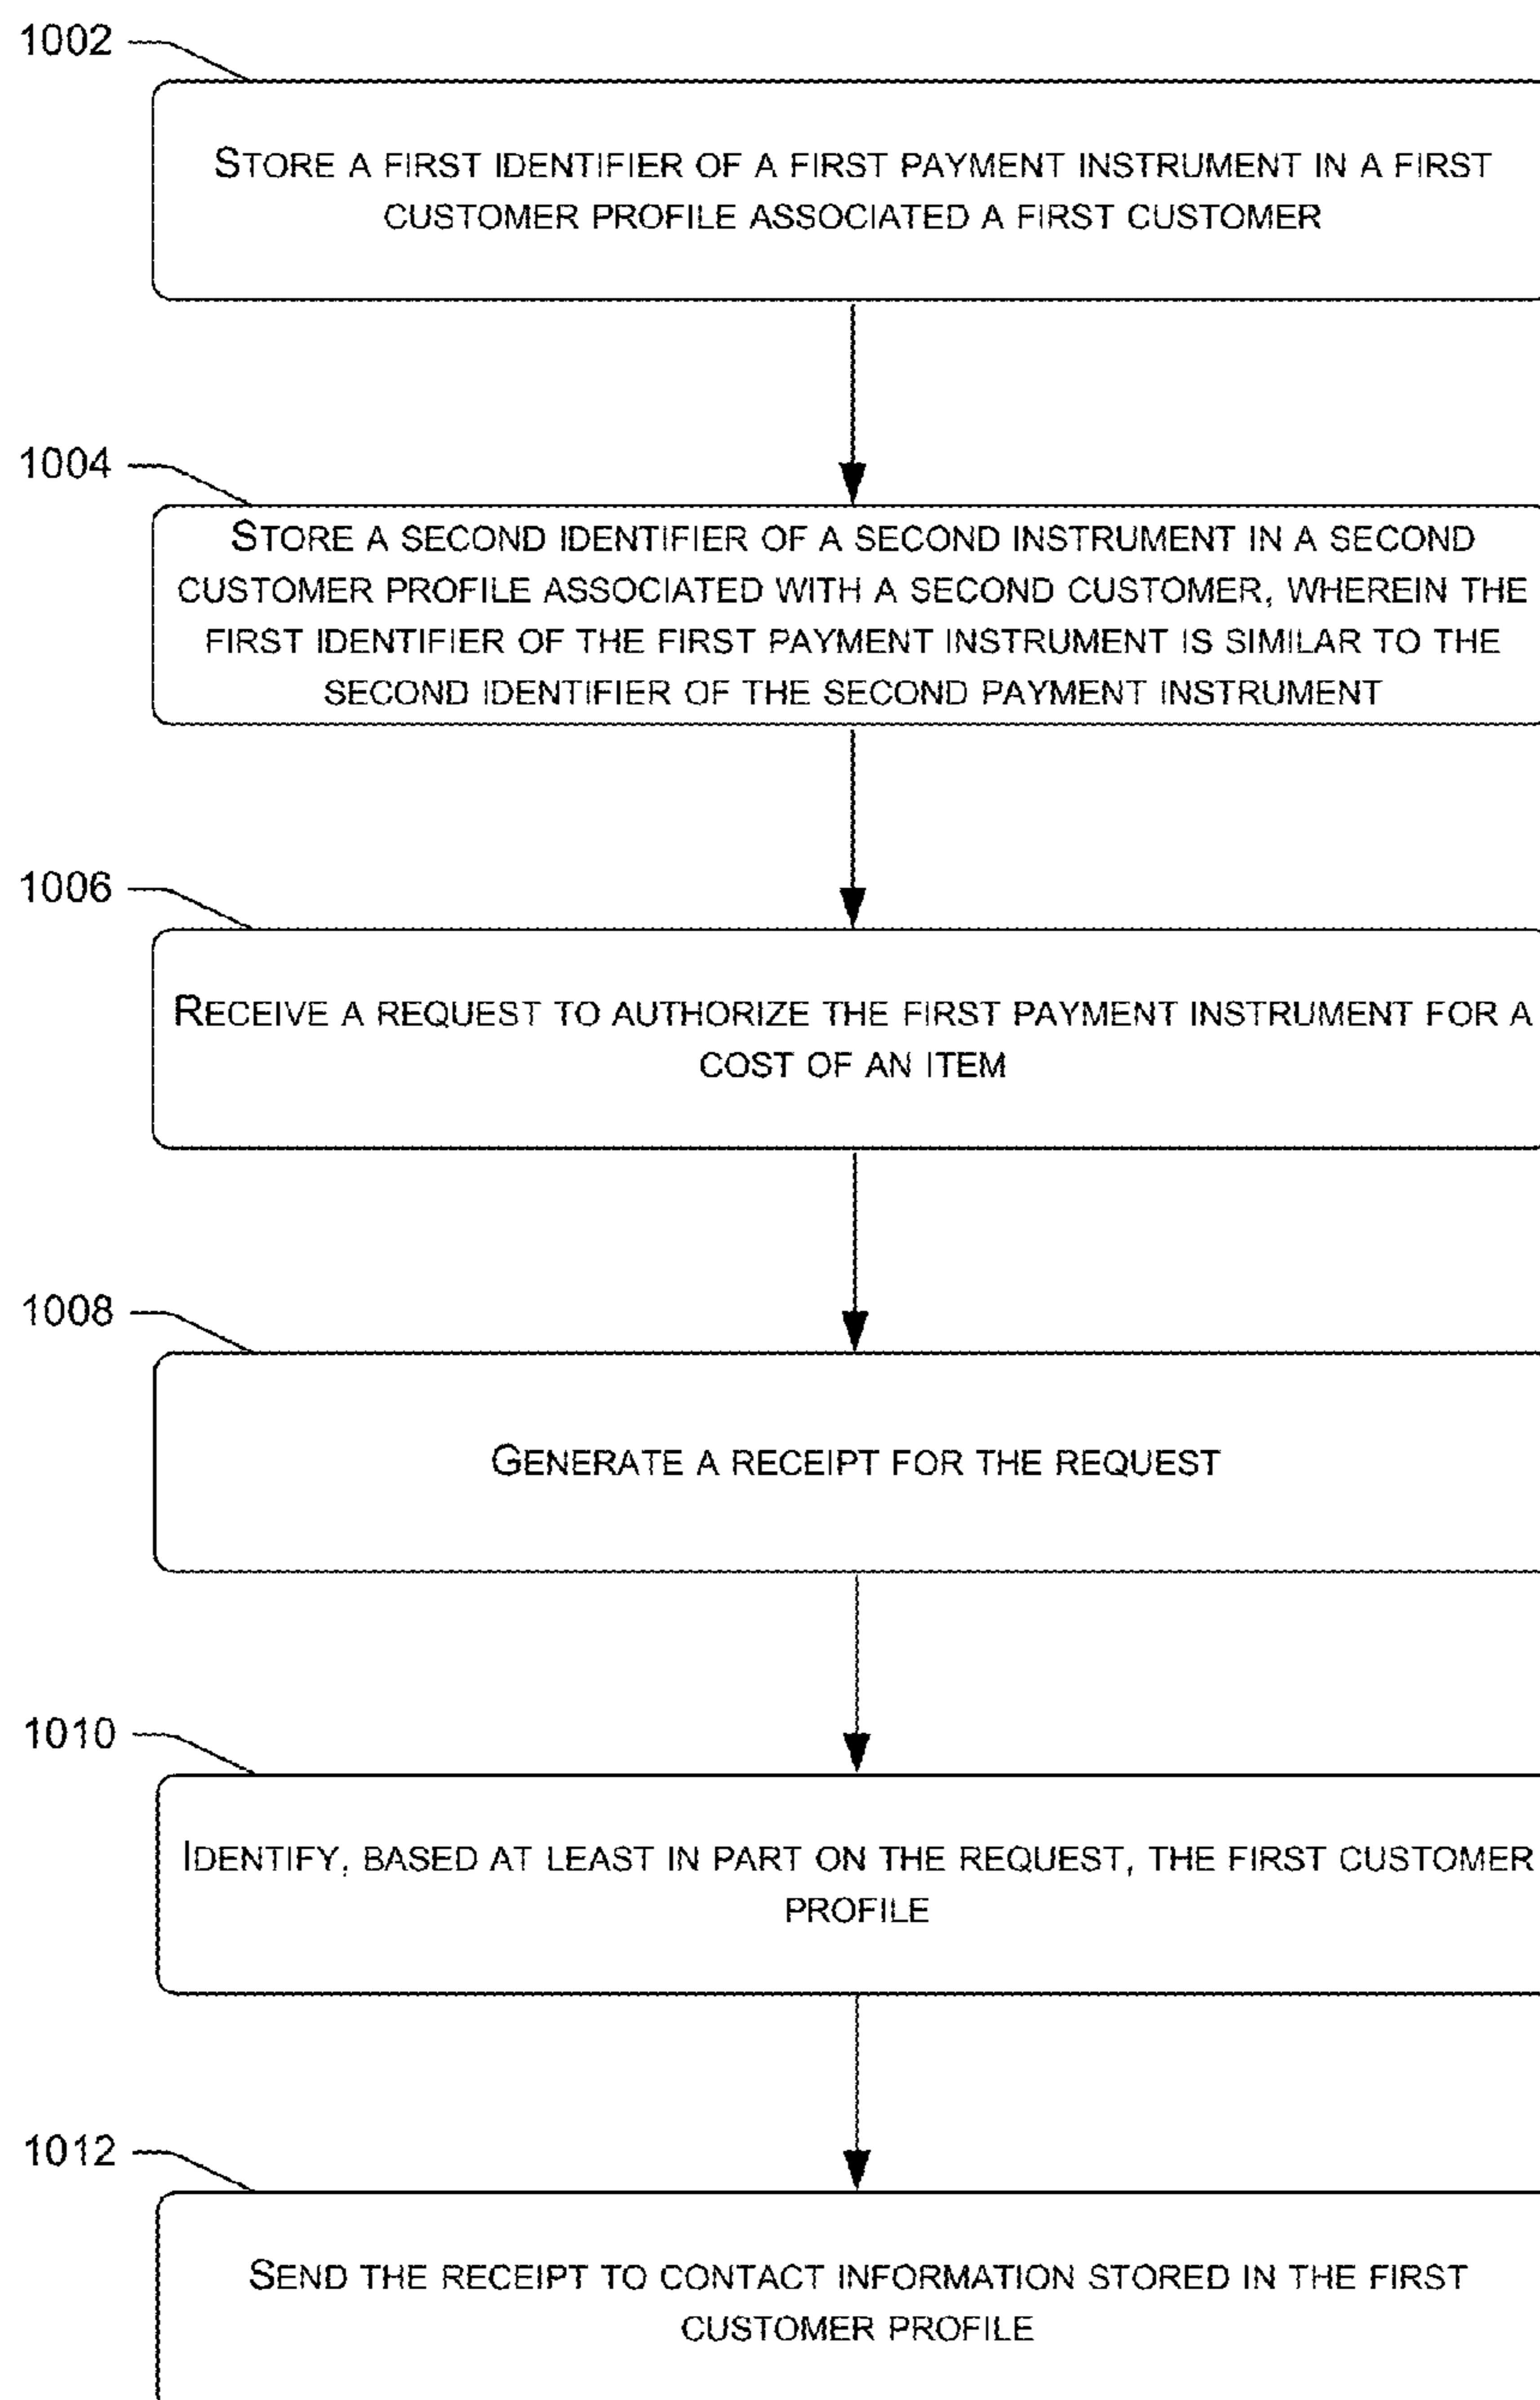 1002
STORE A FIRST IDENTIFIER OF A FIRST PAYMENT INSTRUMENT IN A FIRST
CUSTOMER PROFILE ASSOCIATED A FIRST CUSTOMER
1004
STORE A SECOND IDENTIFIER OF A SECOND INSTRUMENT IN A SECOND
CUSTOMER PROFILE ASSOCIATED WITH A SECOND CUSTOMER, WHEREIN THE
FIRST IDENTIFIER OF THE FIRST PAYMENT INSTRUMENT IS SIMILAR TO THE
SECOND IDENTIFIER OF THE SECOND PAYMENT INSTRUMENT
1006
RECEIVE A REQUEST TO AUTHORIZE THE FIRST PAYMENT INSTRUMENT FOR A
COST OF AN ITEM
1008
GENERATE A RECEIPT FOR THE REQUEST
1010
IDENTIFY, BASED AT LEAST IN PART ON THE REQUEST, THE FIRST CUSTOMER
PROFILE
1012
SEND THE RECEIPT TO CONTACT INFORMATION STORED IN THE FIRST
CUSTOMER PROFILE